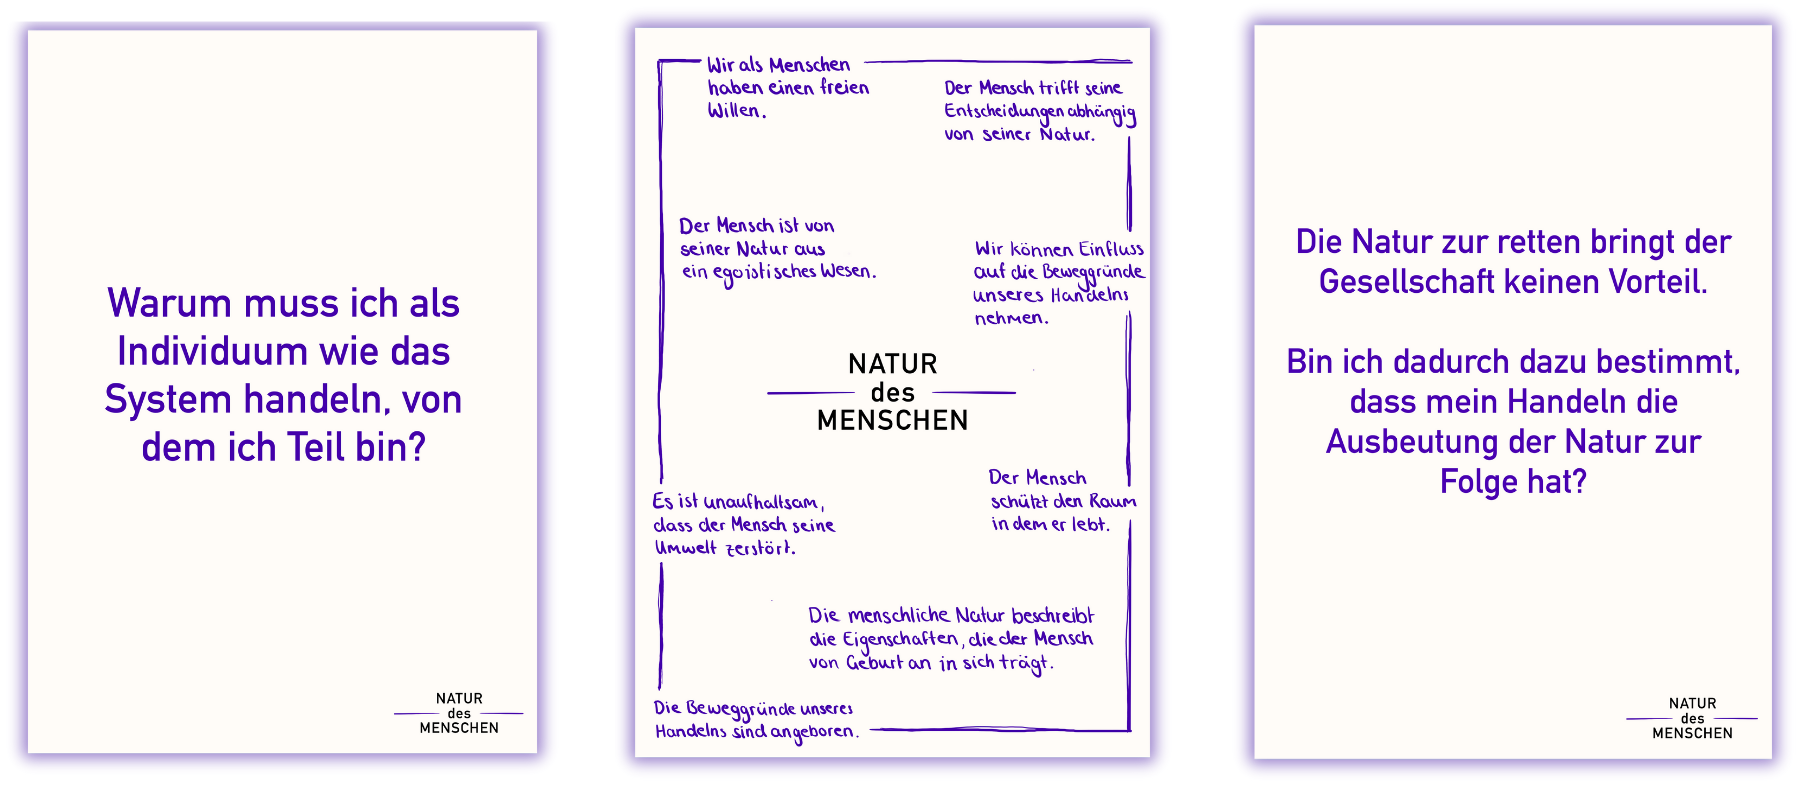 Warum muss ich als
Individuum wie das
System handeln, von
dem ich Teil bin?
NATUR
des
MENSCHEN
Wir als Menschen
haben einen freien
Willen.
Der Mensch trifft seine
Entscheidungen abhängig
von seiner Natur.
Der Mensch ist von
seiner Natur aus
ein egoistisches Wesen.
Wir können Einfluss
auf die Beweggründe
unseres Handelns
nehmen.
NATUR
des
MENSCHEN
Der Mensch
schützt den Raum
in dem er lebt.
Es ist unaufhaltsam,
dass der Mensch seine
Umwelt zerstört.
Die menschliche Natur beschreibt
die Eigenschaften, die der Mensch
von Geburt an in sich trägt.
Die Beweggründe unseres
Handelns sind angeboren.
Die Natur zur retten bringt der
Gesellschaft keinen Vorteil.
Bin ich dadurch dazu bestimmt,
dass mein Handeln die
Ausbeutung der Natur zur
Folge hat?
NATUR
des
MENSCHEN